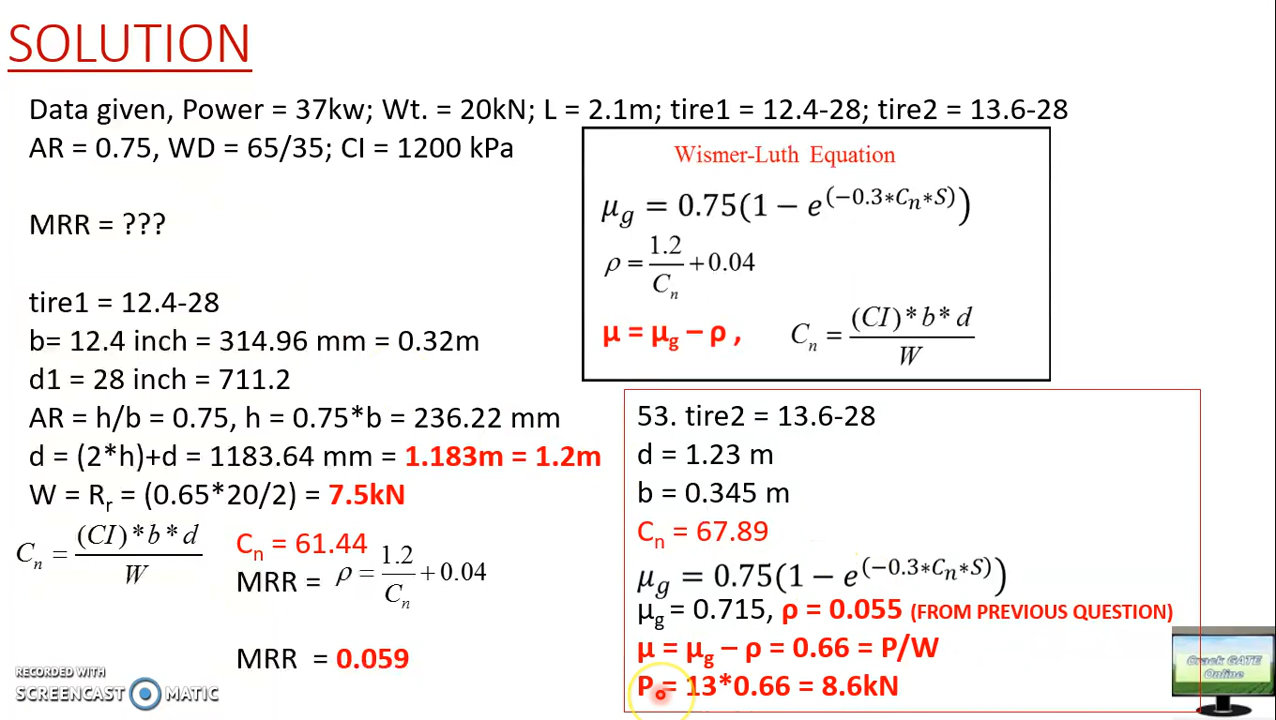 SOLUTION
Data given, Power = 37kw; Wt. = 20kN; L = 2.1m; tire1 = 12.4-28; tire2 = 13.6-28
AR = 0.75, WD = 65/35; CI = 1200 kPa
MRR = ???
tire1 = 12.4-28
b= 12.4 inch = 314.96 mm = 0.32m
d1 = 28 inch = 711.2
AR = h/b = 0.75, h = 0.75*b = 236.22 mm
d = (2*h)+d = 1183.64 mm = 1.183m = 1.2m
W = Rr = (0.65*20/2) = 7.5kN
Cn = (CI)*b*d / W
Cn = 61.44
MRR = ρ = 1.2 / Cn + 0.04
MRR = 0.059
Wismer-Luth Equation
μg = 0.75(1 − e^(−0.3∗Cn∗S))
ρ = 1.2 / Cn + 0.04
μ = μg – ρ , Cn = (CI)*b*d / W
53. tire2 = 13.6-28
d = 1.23 m
b = 0.345 m
Cn = 67.89
μg = 0.75(1 − e^(−0.3∗Cn∗S))
μg = 0.715, ρ = 0.055 (FROM PREVIOUS QUESTION)
μ = μg – ρ = 0.66 = P/W
P = 13*0.66 = 8.6kN
RECORDED WITH
SCREENCAST MATIC
Crack GATE
Online